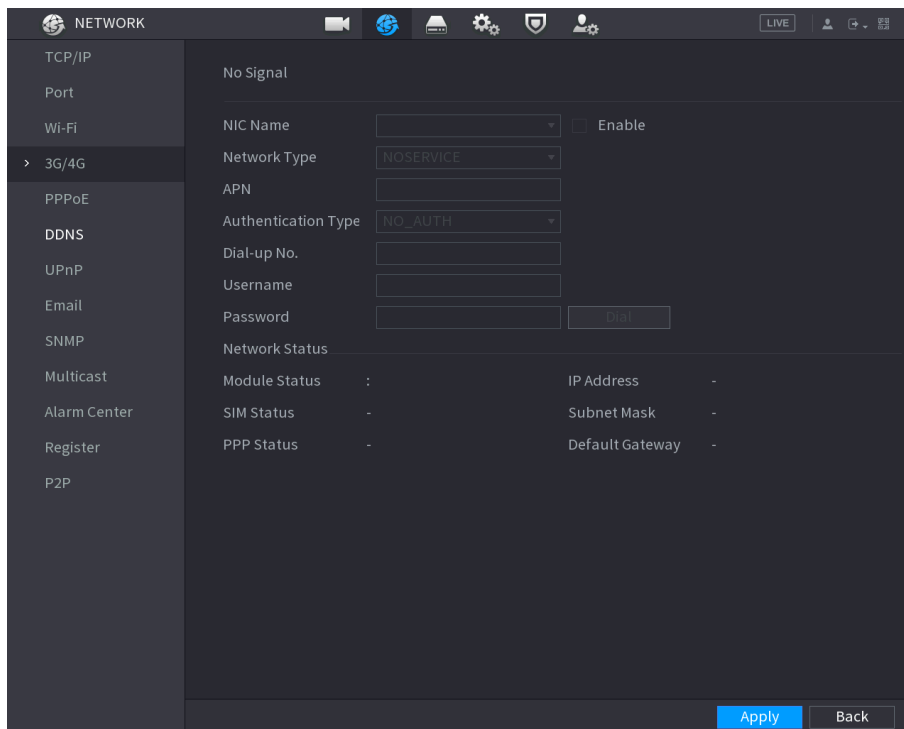 NETWORK
LIVE
TCP/IP
Port
Wi-Fi
3G/4G
PPPoE
DDNS
UPnP
Email
SNMP
Multicast
Alarm Center
Register
P2P
No Signal
NIC Name
Enable
Network Type NOSERVICE
APN
Authentication Type NO_AUTH
Dial-up No.
Username
Password Dial
Network Status
Module Status : IP Address -
SIM Status - Subnet Mask -
PPP Status - Default Gateway -
Apply Back